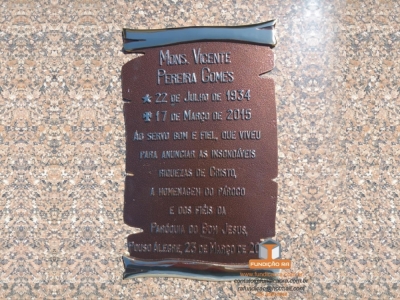 Mons. Vicente
Pereira Gomes
22 de Julho de 1934
17 de Março de 2015
Ao servo bom e fiel, que viveu
para anunciar as insondáveis
riquezas de Cristo,
a homenagem do pároco
e dos fiéis da
Paróquia do Bom Jesus,
Pouso Alegre, 23 de Março de
FUNDIÇÃO RR